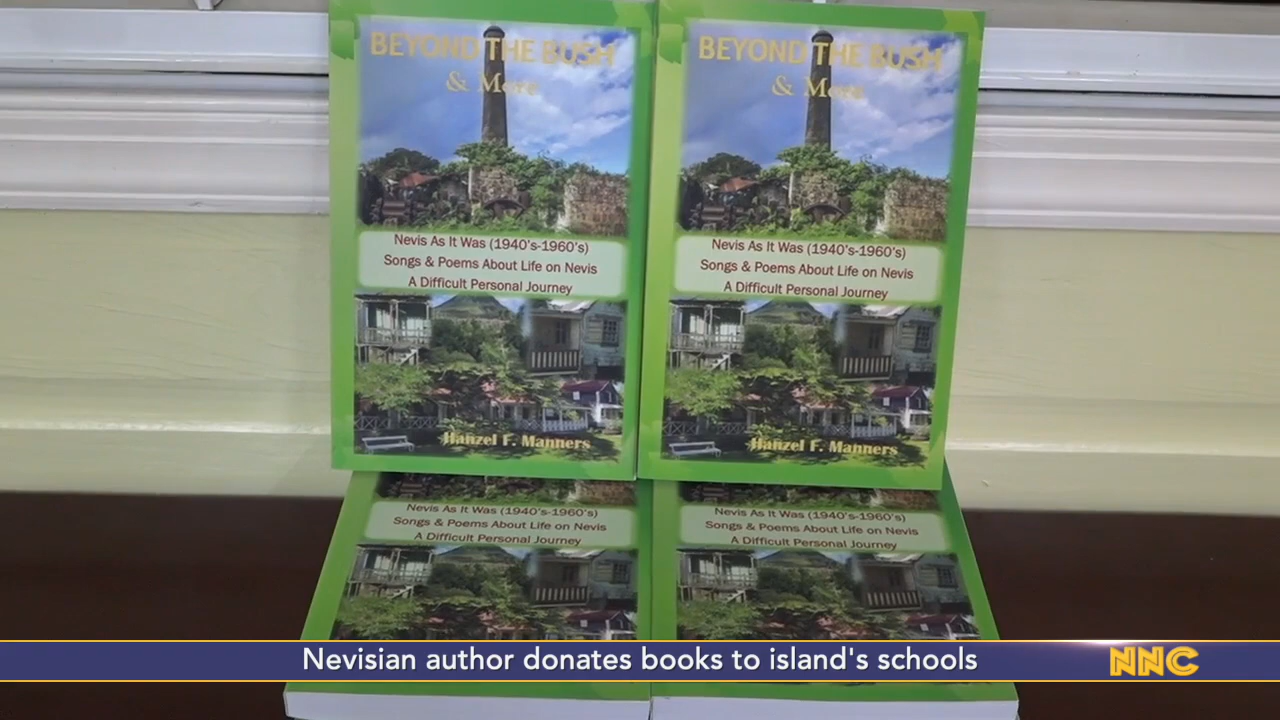 BEYOND THE BUSH
& More
Nevis As It Was (1940's-1960's)
Songs & Poems About Life on Nevis
A Difficult Personal Journey
Hanzel F. Manners
BEYOND THE BUSH
& More
Nevis As It Was (1940's-1960's)
Songs & Poems About Life on Nevis
A Difficult Personal Journey
Hanzel F. Manners
Nevis As It Was (1940's-1960's)
Songs & Poems About Life on Nevis
A Difficult Personal Journey
Nevis As It Was (1940's-1960's)
Songs & Poems About Life on Nevis
A Difficult Personal Journey
Nevisian author donates books to island's schools
NNC